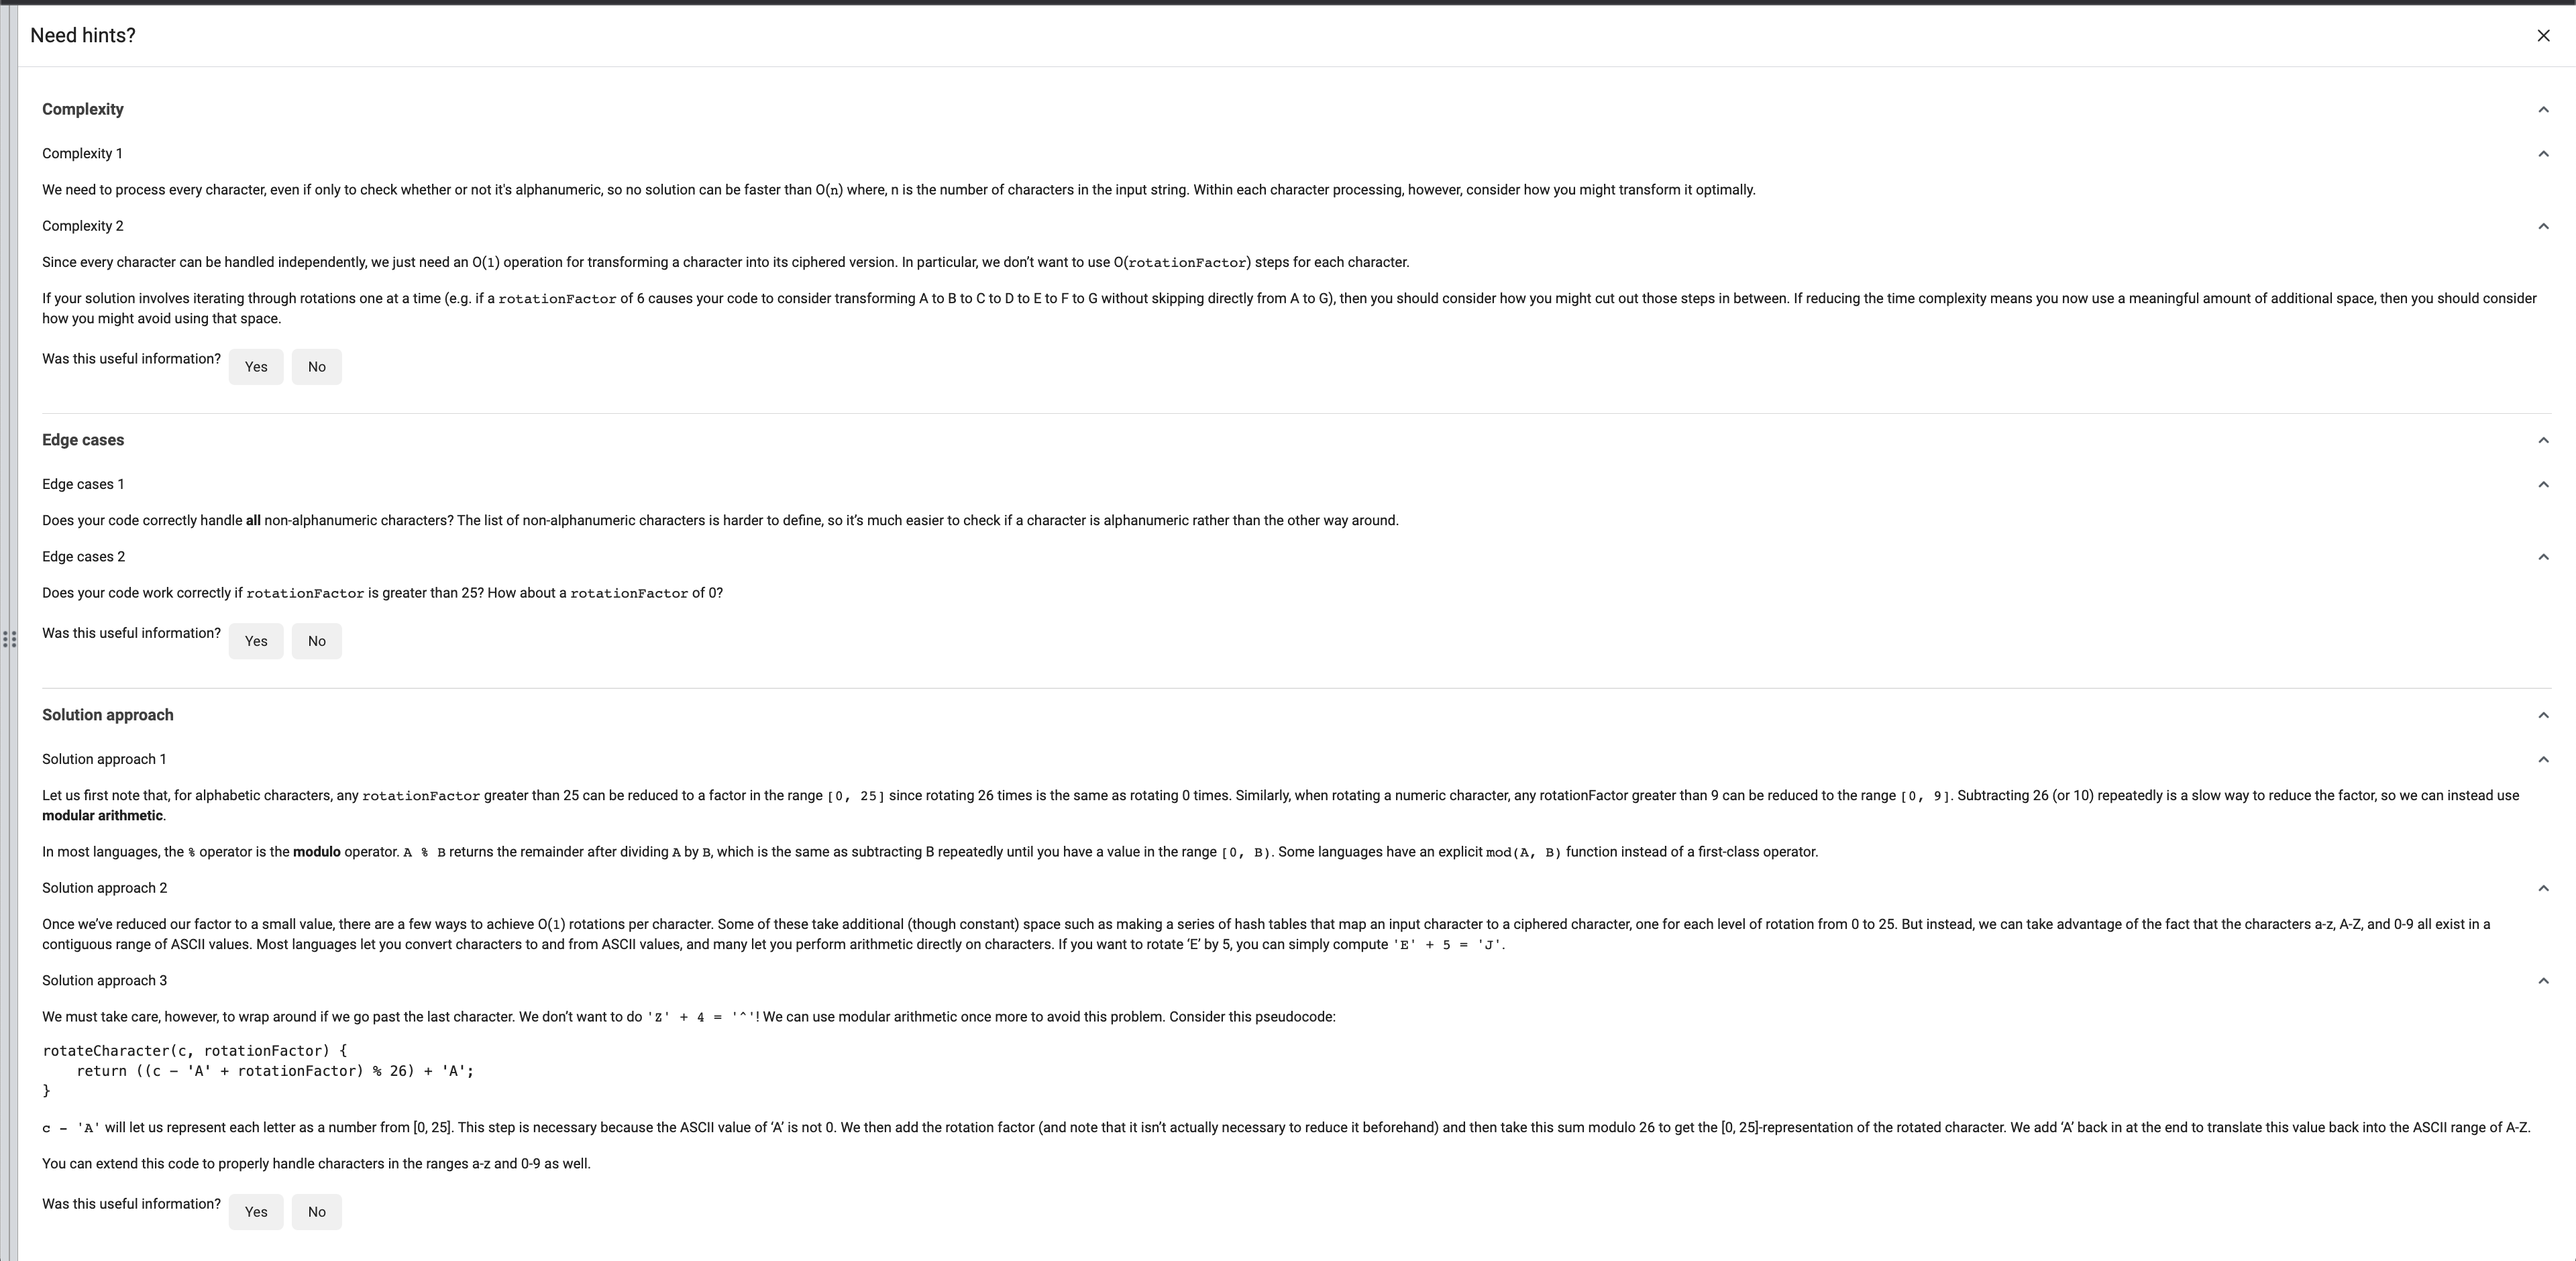 Need hints?
Complexity
Complexity 1
We need to process every character, even if only to check whether or not it's alphanumeric, so no solution can be faster than O(n) where, n is the number of characters in the input string. Within each character processing, however, consider how you might transform it optimally.
Complexity 2
Since every character can be handled independently, we just need an O(1) operation for transforming a character into its ciphered version. In particular, we don’t want to use O(rotationFactor) steps for each character.
If your solution involves iterating through rotations one at a time (e.g. if a rotationFactor of 6 causes your code to consider transforming A to B to C to D to E to F to G without skipping directly from A to G), then you should consider how you might cut out those steps in between. If reducing the time complexity means you now use a meaningful amount of additional space, then you should consider
how you might avoid using that space.
Was this useful information? Yes No
Edge cases
Edge cases 1
Does your code correctly handle all non-alphanumeric characters? The list of non-alphanumeric characters is harder to define, so it’s much easier to check if a character is alphanumeric rather than the other way around.
Edge cases 2
Does your code work correctly if rotationFactor is greater than 25? How about a rotationFactor of 0?
Was this useful information? Yes No
Solution approach
Solution approach 1
Let us first note that, for alphabetic characters, any rotationFactor greater than 25 can be reduced to a factor in the range [0, 25] since rotating 26 times is the same as rotating 0 times. Similarly, when rotating a numeric character, any rotationFactor greater than 9 can be reduced to the range [0, 9]. Subtracting 26 (or 10) repeatedly is a slow way to reduce the factor, so we can instead use
modular arithmetic.
In most languages, the % operator is the modulo operator. A % B returns the remainder after dividing A by B, which is the same as subtracting B repeatedly until you have a value in the range [0, B). Some languages have an explicit mod(A, B) function instead of a first-class operator.
Solution approach 2
Once we’ve reduced our factor to a small value, there are a few ways to achieve O(1) rotations per character. Some of these take additional (though constant) space such as making a series of hash tables that map an input character to a ciphered character, one for each level of rotation from 0 to 25. But instead, we can take advantage of the fact that the characters a-z, A-Z, and 0-9 all exist in a
contiguous range of ASCII values. Most languages let you convert characters to and from ASCII values, and many let you perform arithmetic directly on characters. If you want to rotate ‘E’ by 5, you can simply compute 'E' + 5 = 'J'.
Solution approach 3
We must take care, however, to wrap around if we go past the last character. We don’t want to do 'Z' + 4 = '^'! We can use modular arithmetic once more to avoid this problem. Consider this pseudocode:
rotateCharacter(c, rotationFactor) {
return ((c - 'A' + rotationFactor) % 26) + 'A';
}
c - 'A' will let us represent each letter as a number from [0, 25]. This step is necessary because the ASCII value of ‘A’ is not 0. We then add the rotation factor (and note that it isn’t actually necessary to reduce it beforehand) and then take this sum modulo 26 to get the [0, 25]-representation of the rotated character. We add ‘A’ back in at the end to translate this value back into the ASCII range of A-Z.
You can extend this code to properly handle characters in the ranges a-z and 0-9 as well.
Was this useful information? Yes No